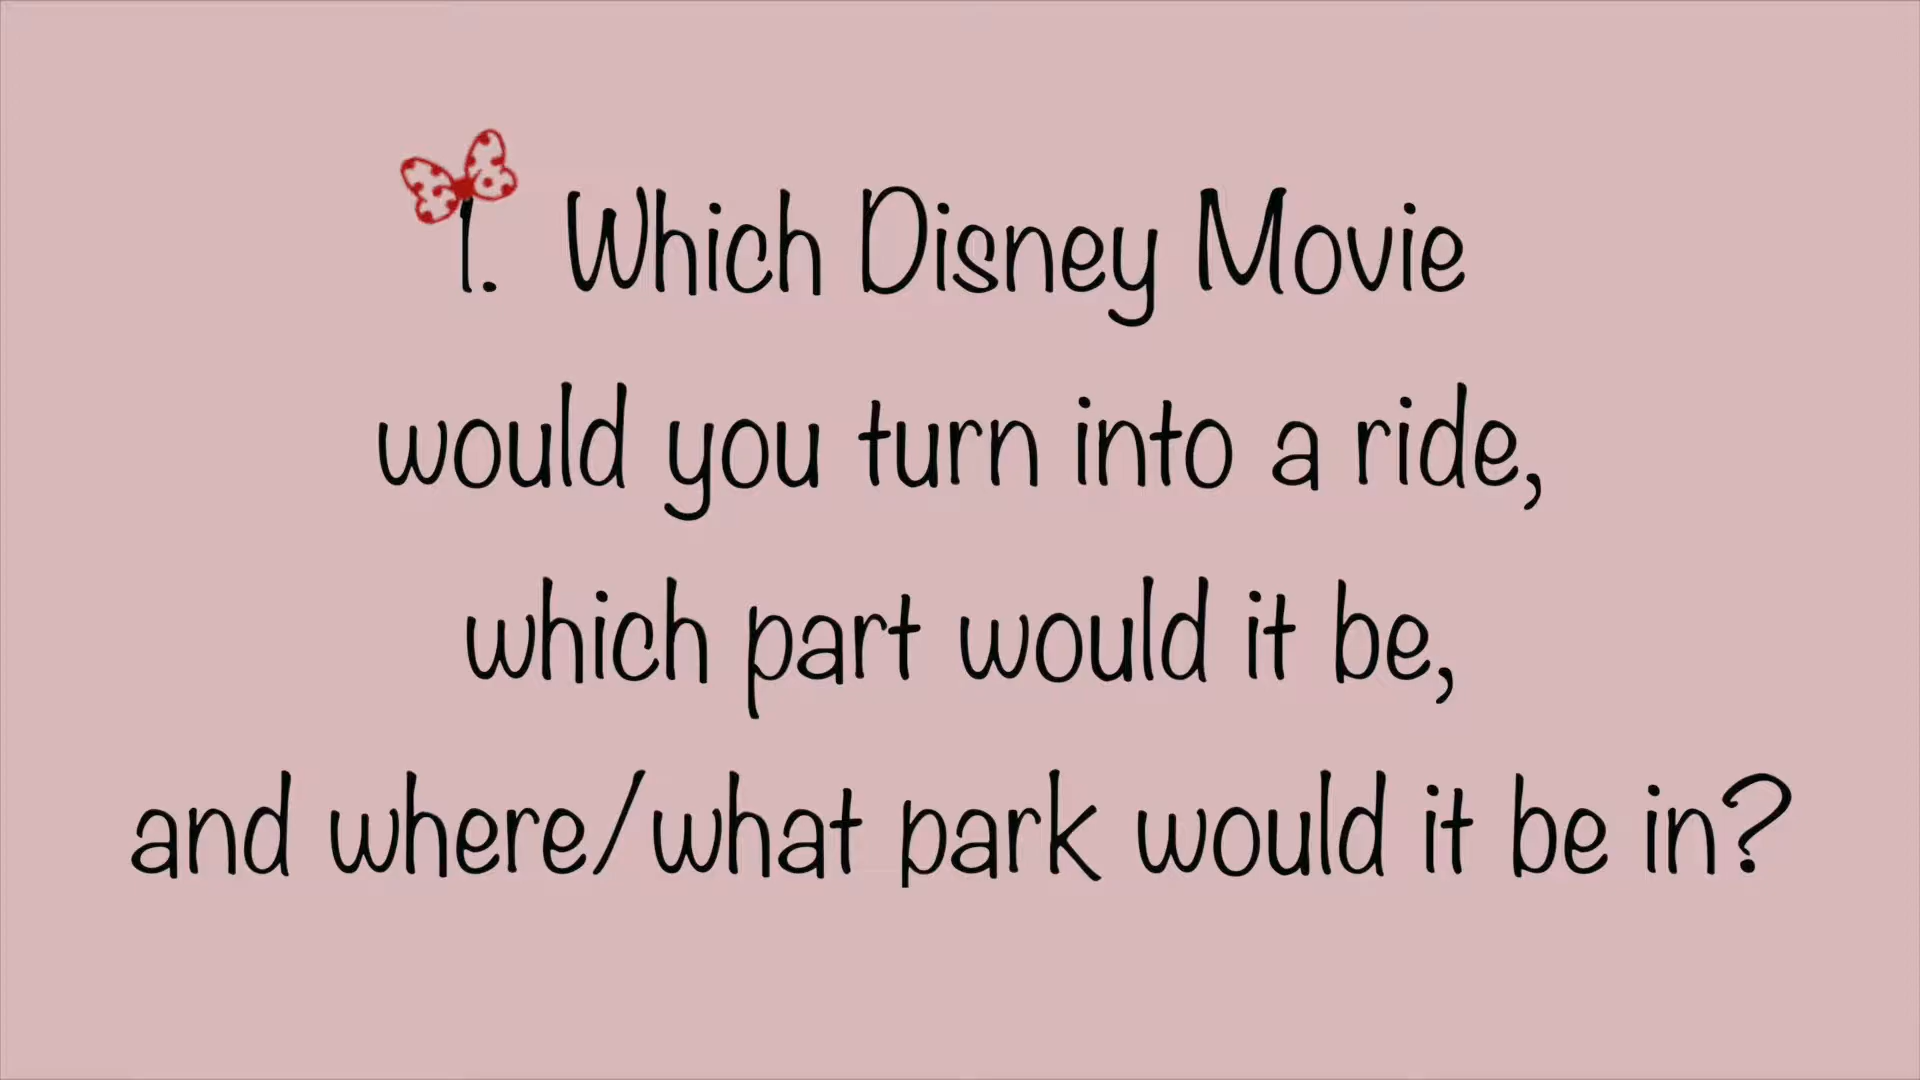 1. Which Disney Movie
would you turn into a ride,
which part would it be,
and where/what park would it be in?